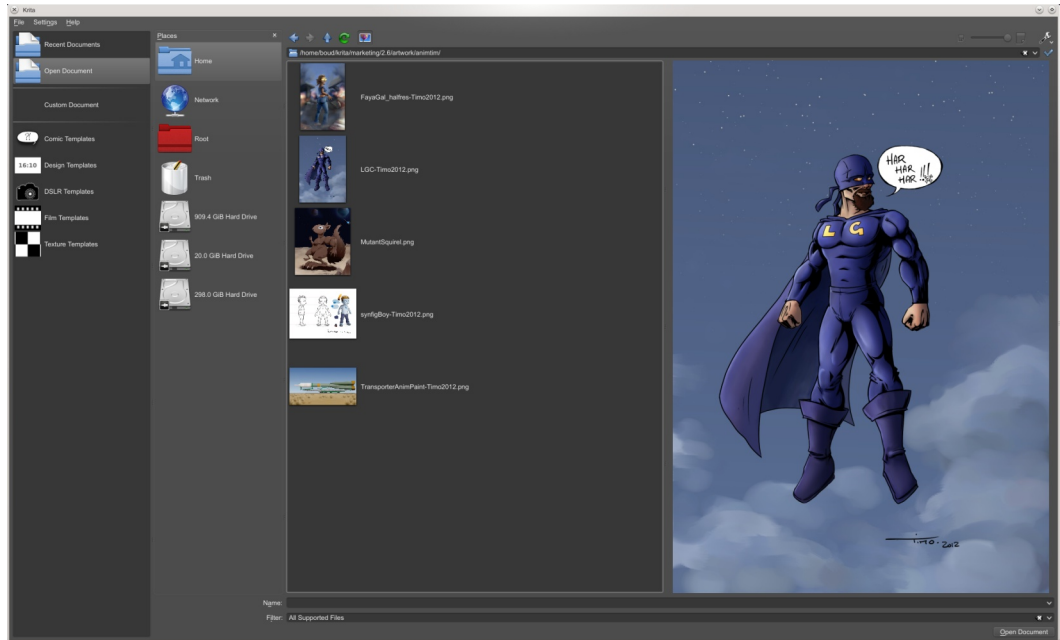 Krita
File Settings Help
Recent Documents
Open Document
Custom Document
Comic Templates
16:10 Design Templates
DSLR Templates
Film Templates
Texture Templates
Places
Home
Network
Root
Trash
909.4 GiB Hard Drive
20.0 GiB Hard Drive
298.0 GiB Hard Drive
/home/boud/krita/marketing/2.6/artwork/animtim/
FayaGal_halfres-Timo2012.png
LGC-Timo2012.png
MutantSquirel.png
synfigBoy-Timo2012.png
TransporterAnimPaint-Timo2012.png
HAR
HAR
HAR !!!
L G
Timo - 2012
Name:
Filter: All Supported Files
Open Document